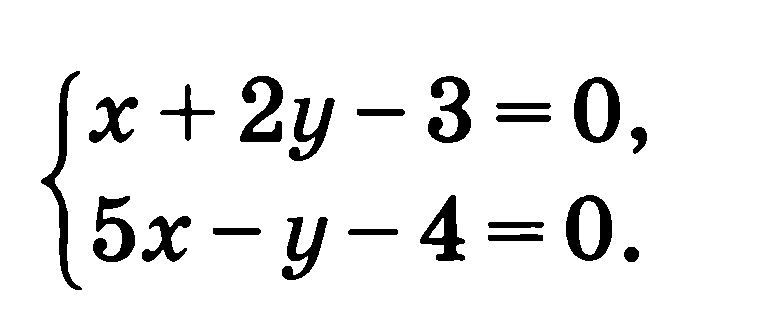 x + 2y − 3 = 0,
5x − y − 4 = 0.